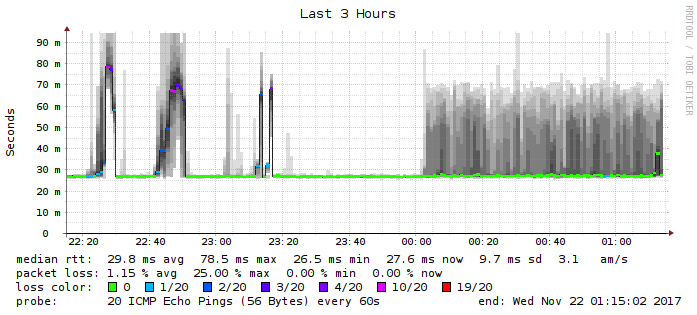 Last 3 Hours
RRDTOOL / TOBI OETIKER
Seconds
90 m
80 m
70 m
60 m
50 m
40 m
30 m
20 m
10 m
0
22:20 22:40 23:00 23:20 23:40 00:00 00:20 00:40 01:00
median rtt: 29.8 ms avg 78.5 ms max 26.5 ms min 27.6 ms now 9.7 ms sd 3.1 am/s
packet loss: 1.15 % avg 25.00 % max 0.00 % min 0.00 % now
loss color: 0 1/20 2/20 3/20 4/20 10/20 19/20
probe: 20 ICMP Echo Pings (56 Bytes) every 60s end: Wed Nov 22 01:15:02 2017